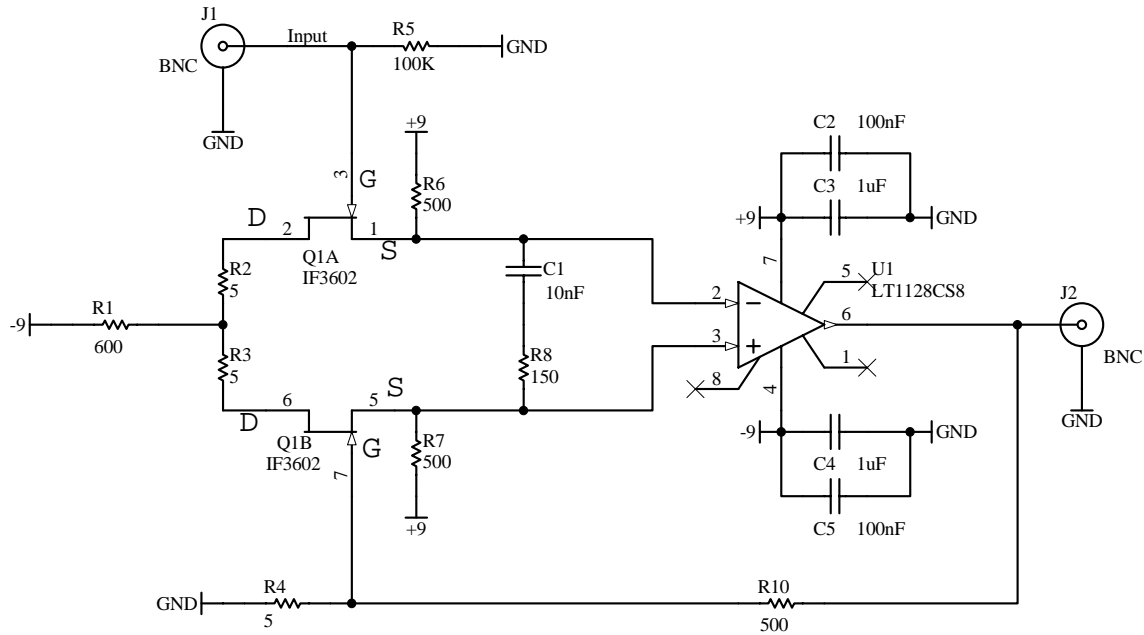 J1
BNC
GND
Input
R5
100K
GND
+9
R6
500
3
G
D
2
1
S
Q1A
IF3602
R2
5
R1
-9
600
R3
5
C1
10nF
R8
150
D
6
5
S
Q1B
IF3602
G
7
R7
500
+9
GND
R4
5
R10
500
C2 100nF
C3 1uF
+9
GND
7
5
U1
LT1128CS8
2
3
6
8
1
4
J2
BNC
GND
-9
GND
C4 1uF
C5 100nF